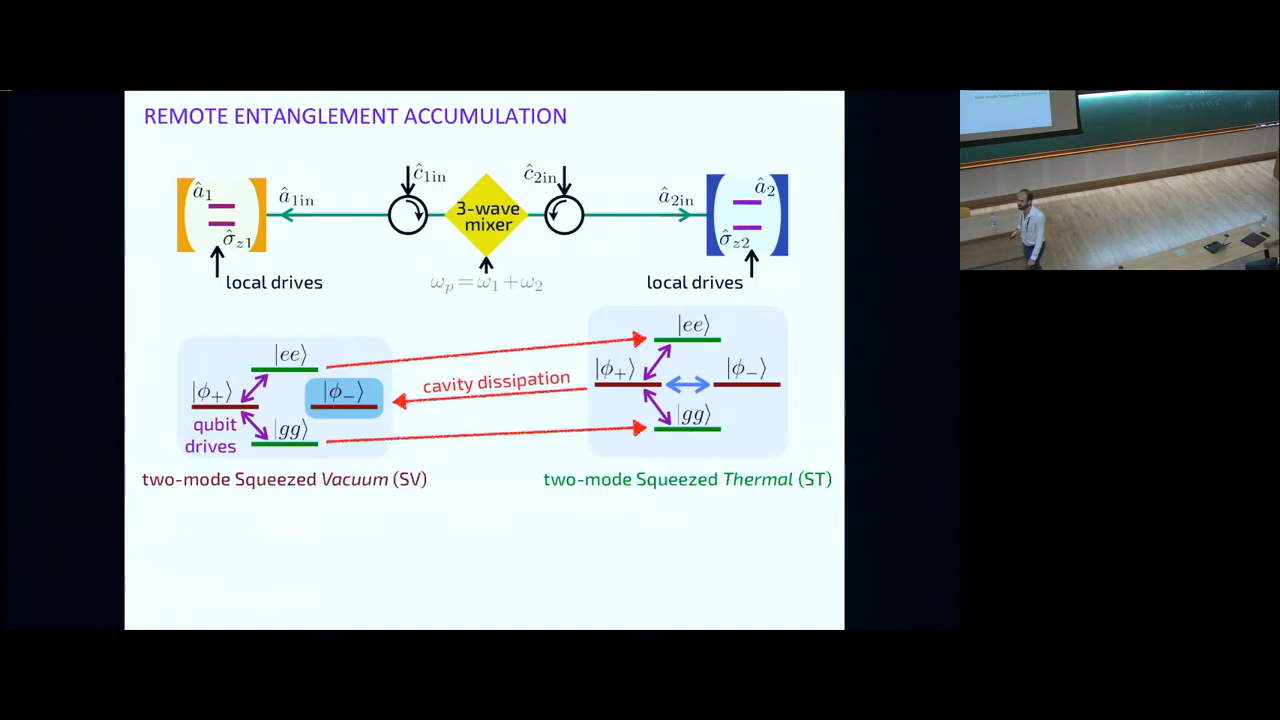 REMOTE ENTANGLEMENT ACCUMULATION
ĉ1in ĉ2in
â1 â1in 3-wave mixer â2in â2
σ̂z1 σ̂z2
local drives ωp = ω1 + ω2 local drives
|ee⟩ |ee⟩
|ϕ+⟩ |ϕ−⟩ cavity dissipation |ϕ+⟩ |ϕ−⟩
qubit drives |gg⟩ |gg⟩
two-mode Squeezed Vacuum (SV) two-mode Squeezed Thermal (ST)